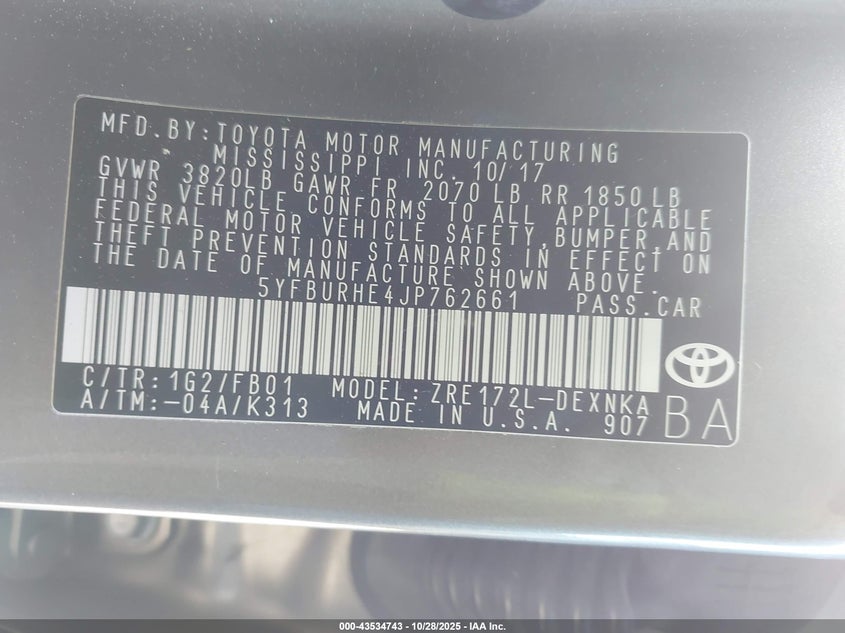 MFD.BY:TOYOTA MOTOR MANUFACTURING
MISSISSIPPI INC. 10/17
GVWR 3820LB GAWR FR 2070 LB RR 1850LB
THIS VEHICLE CONFORMS TO ALL APPLICABLE
FEDERAL MOTOR VEHICLE SAFETY,BUMPER,AND
THEFT PREVENTION STANDARDS IN EFFECT ON
THE DATE OF MANUFACTURE SHOWN ABOVE.
5YFBURHE4JP762661 PASS.CAR
C/TR:1G2/FB01 MODEL:ZRE172L-DEXNKA
A/TM:-04A/K313 MADE IN U.S.A. 907
BA
000-43534743 | 10/28/2025 - IAA Inc.